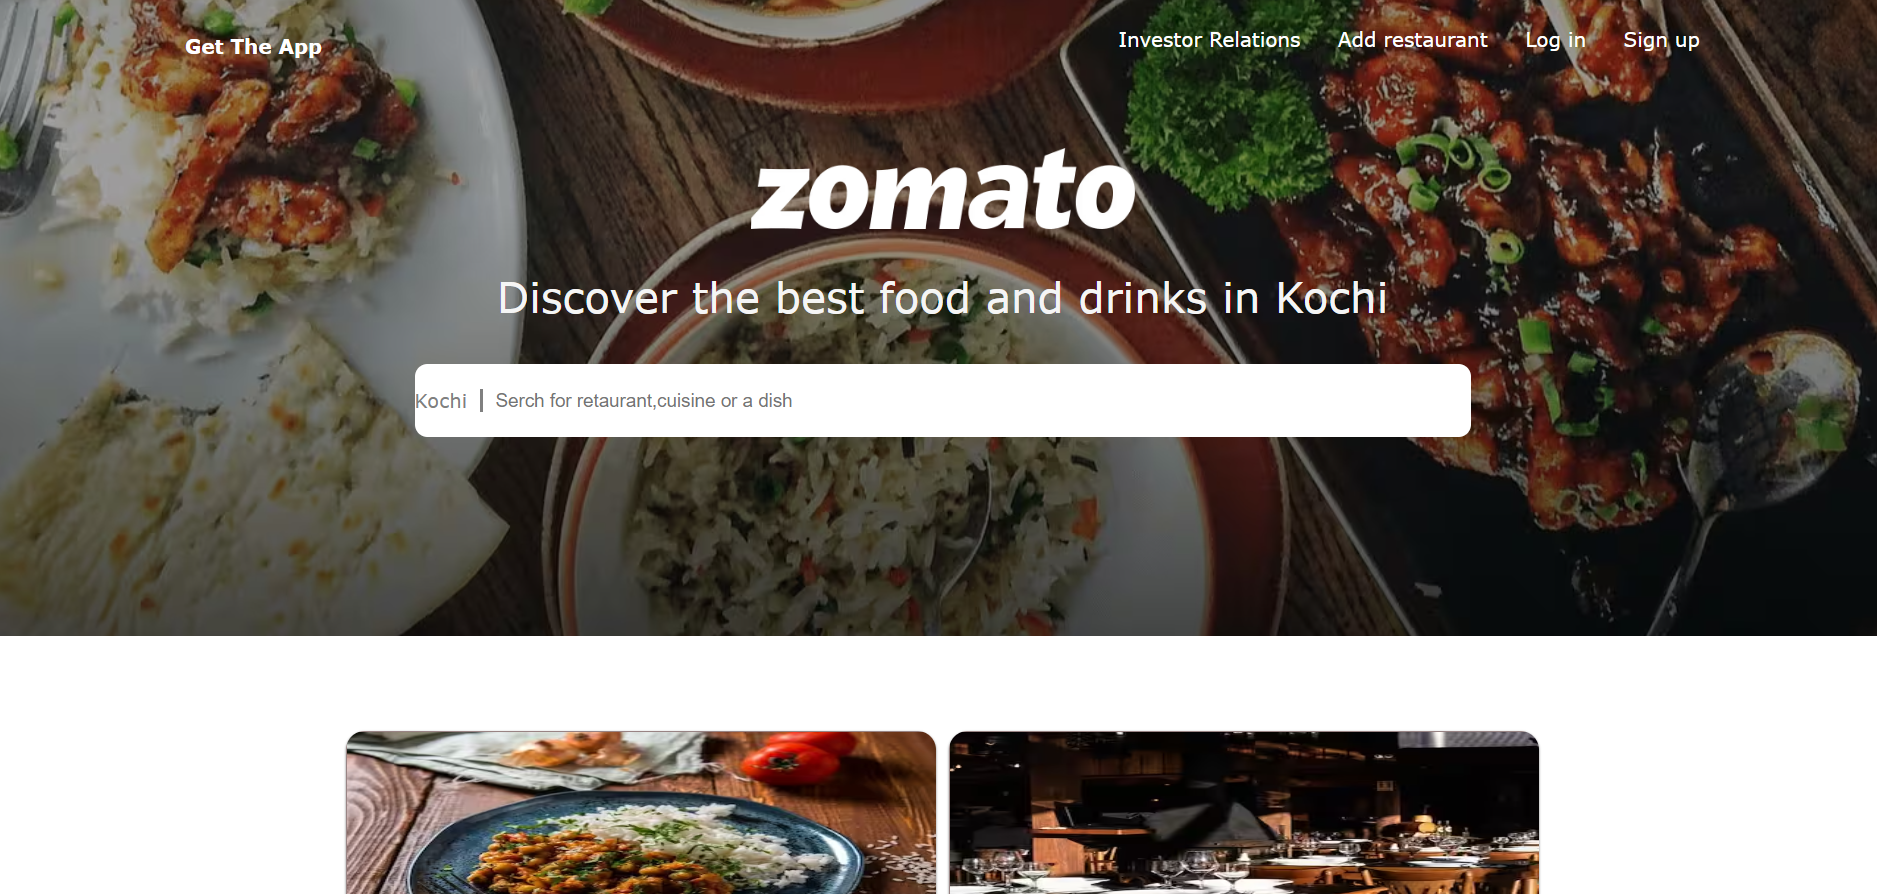 Get The App
Investor Relations Add restaurant Log in Sign up
zomato
Discover the best food and drinks in Kochi
Kochi | Serch for retaurant,cuisine or a dish